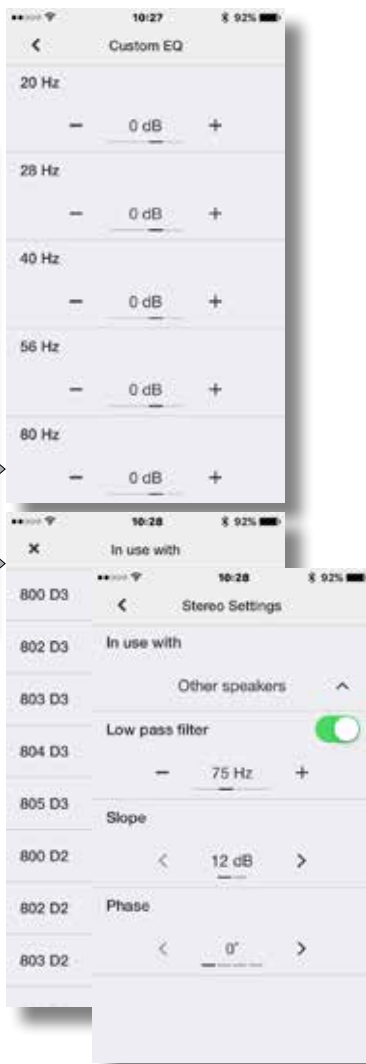 10:27 92%
Custom EQ
20 Hz
− 0 dB +
28 Hz
− 0 dB +
40 Hz
− 0 dB +
56 Hz
− 0 dB +
80 Hz
− 0 dB +
10:28 92%
× In use with
800 D3
802 D3
803 D3
804 D3
805 D3
800 D2
802 D2
803 D2
10:28 92%
< Stereo Settings
In use with
Other speakers
Low pass filter
− 75 Hz +
Slope
< 12 dB >
Phase
< 0° >